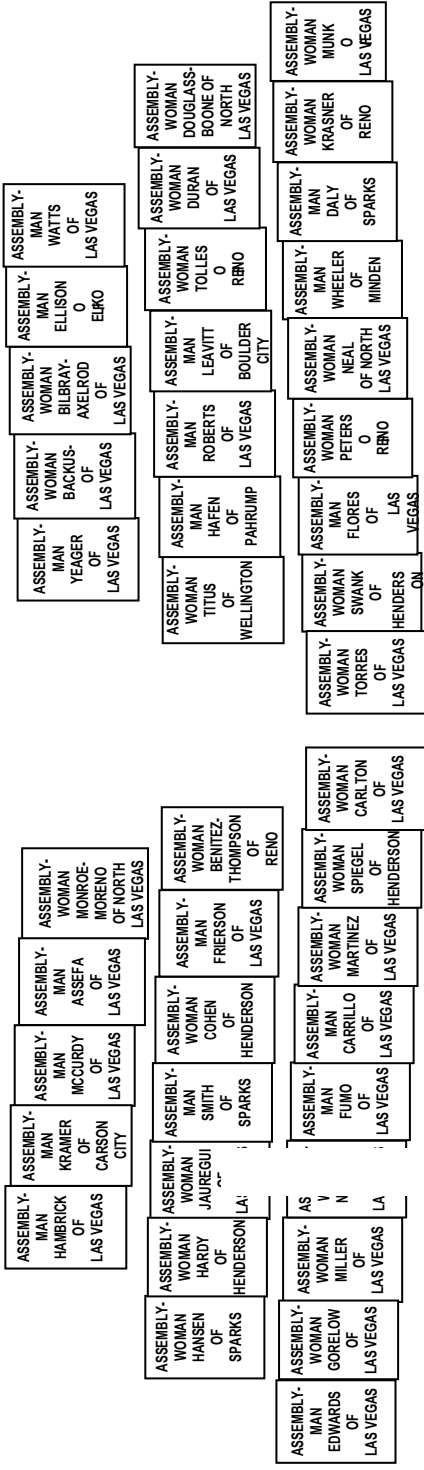 ASSEMBLY-
MAN
HAMBRICK
OF
LAS VEGAS
ASSEMBLY-
MAN
KRAMER
OF
CARSON
CITY
ASSEMBLY-
MAN
MCCURDY
OF
LAS VEGAS
ASSEMBLY-
MAN
ASSEFA
OF
LAS VEGAS
ASSEMBLY-
WOMAN
MONROE-
MORENO
OF NORTH
LAS VEGAS
ASSEMBLY-
MAN
YEAGER
OF
LAS VEGAS
ASSEMBLY-
WOMAN
BACKUS-
OF
LAS VEGAS
ASSEMBLY-
WOMAN
BILBRAY-
AXELROD
OF
LAS VEGAS
ASSEMBLY-
MAN
ELLISON
O
ELKO
ASSEMBLY-
MAN
WATTS
OF
LAS VEGAS
ASSEMBLY-
WOMAN
HANSEN
OF
SPARKS
ASSEMBLY-
WOMAN
HARDY
OF
HENDERSON
ASSEMBLY-
WOMAN
JAUREGUI
ASSEMBLY-
MAN
SMITH
OF
SPARKS
ASSEMBLY-
WOMAN
COHEN
OF
HENDERSON
ASSEMBLY-
MAN
FRIERSON
OF
LAS VEGAS
ASSEMBLY-
WOMAN
BENITEZ-
THOMPSON
OF
RENO
ASSEMBLY-
WOMAN
TITUS
OF
WELLINGTON
ASSEMBLY-
MAN
HAFEN
OF
PAHRUMP
ASSEMBLY-
MAN
ROBERTS
OF
LAS VEGAS
ASSEMBLY-
MAN
LEAVITT
OF
BOULDER
CITY
ASSEMBLY-
WOMAN
TOLLES
O
RENO
ASSEMBLY-
WOMAN
DURAN
OF
LAS VEGAS
ASSEMBLY-
WOMAN
DOUGLASS-
BOONE OF
NORTH
LAS VEGAS
ASSEMBLY-
MAN
EDWARDS
OF
LAS VEGAS
ASSEMBLY-
WOMAN
GORELOW
OF
LAS VEGAS
ASSEMBLY-
WOMAN
MILLER
OF
LAS VEGAS
AS
LA
ASSEMBLY-
MAN
FUMO
OF
LAS VEGAS
ASSEMBLY-
MAN
CARRILLO
OF
LAS VEGAS
ASSEMBLY-
WOMAN
MARTINEZ
OF
LAS VEGAS
ASSEMBLY-
WOMAN
SPIEGEL
OF
HENDERSON
ASSEMBLY-
WOMAN
CARLTON
OF
LAS VEGAS
ASSEMBLY-
WOMAN
TORRES
OF
LAS VEGAS
ASSEMBLY-
WOMAN
SWANK
OF
HENDERS
ON
ASSEMBLY-
MAN
FLORES
OF
LAS
VEGAS
ASSEMBLY-
WOMAN
PETERS
O
RENO
ASSEMBLY-
WOMAN
NEAL
OF NORTH
LAS VEGAS
ASSEMBLY-
MAN
WHEELER
OF
MINDEN
ASSEMBLY-
MAN
DALY
OF
SPARKS
ASSEMBLY-
WOMAN
KRASNER
OF
RENO
ASSEMBLY-
WOMAN
MUNK
O
LAS VEGAS